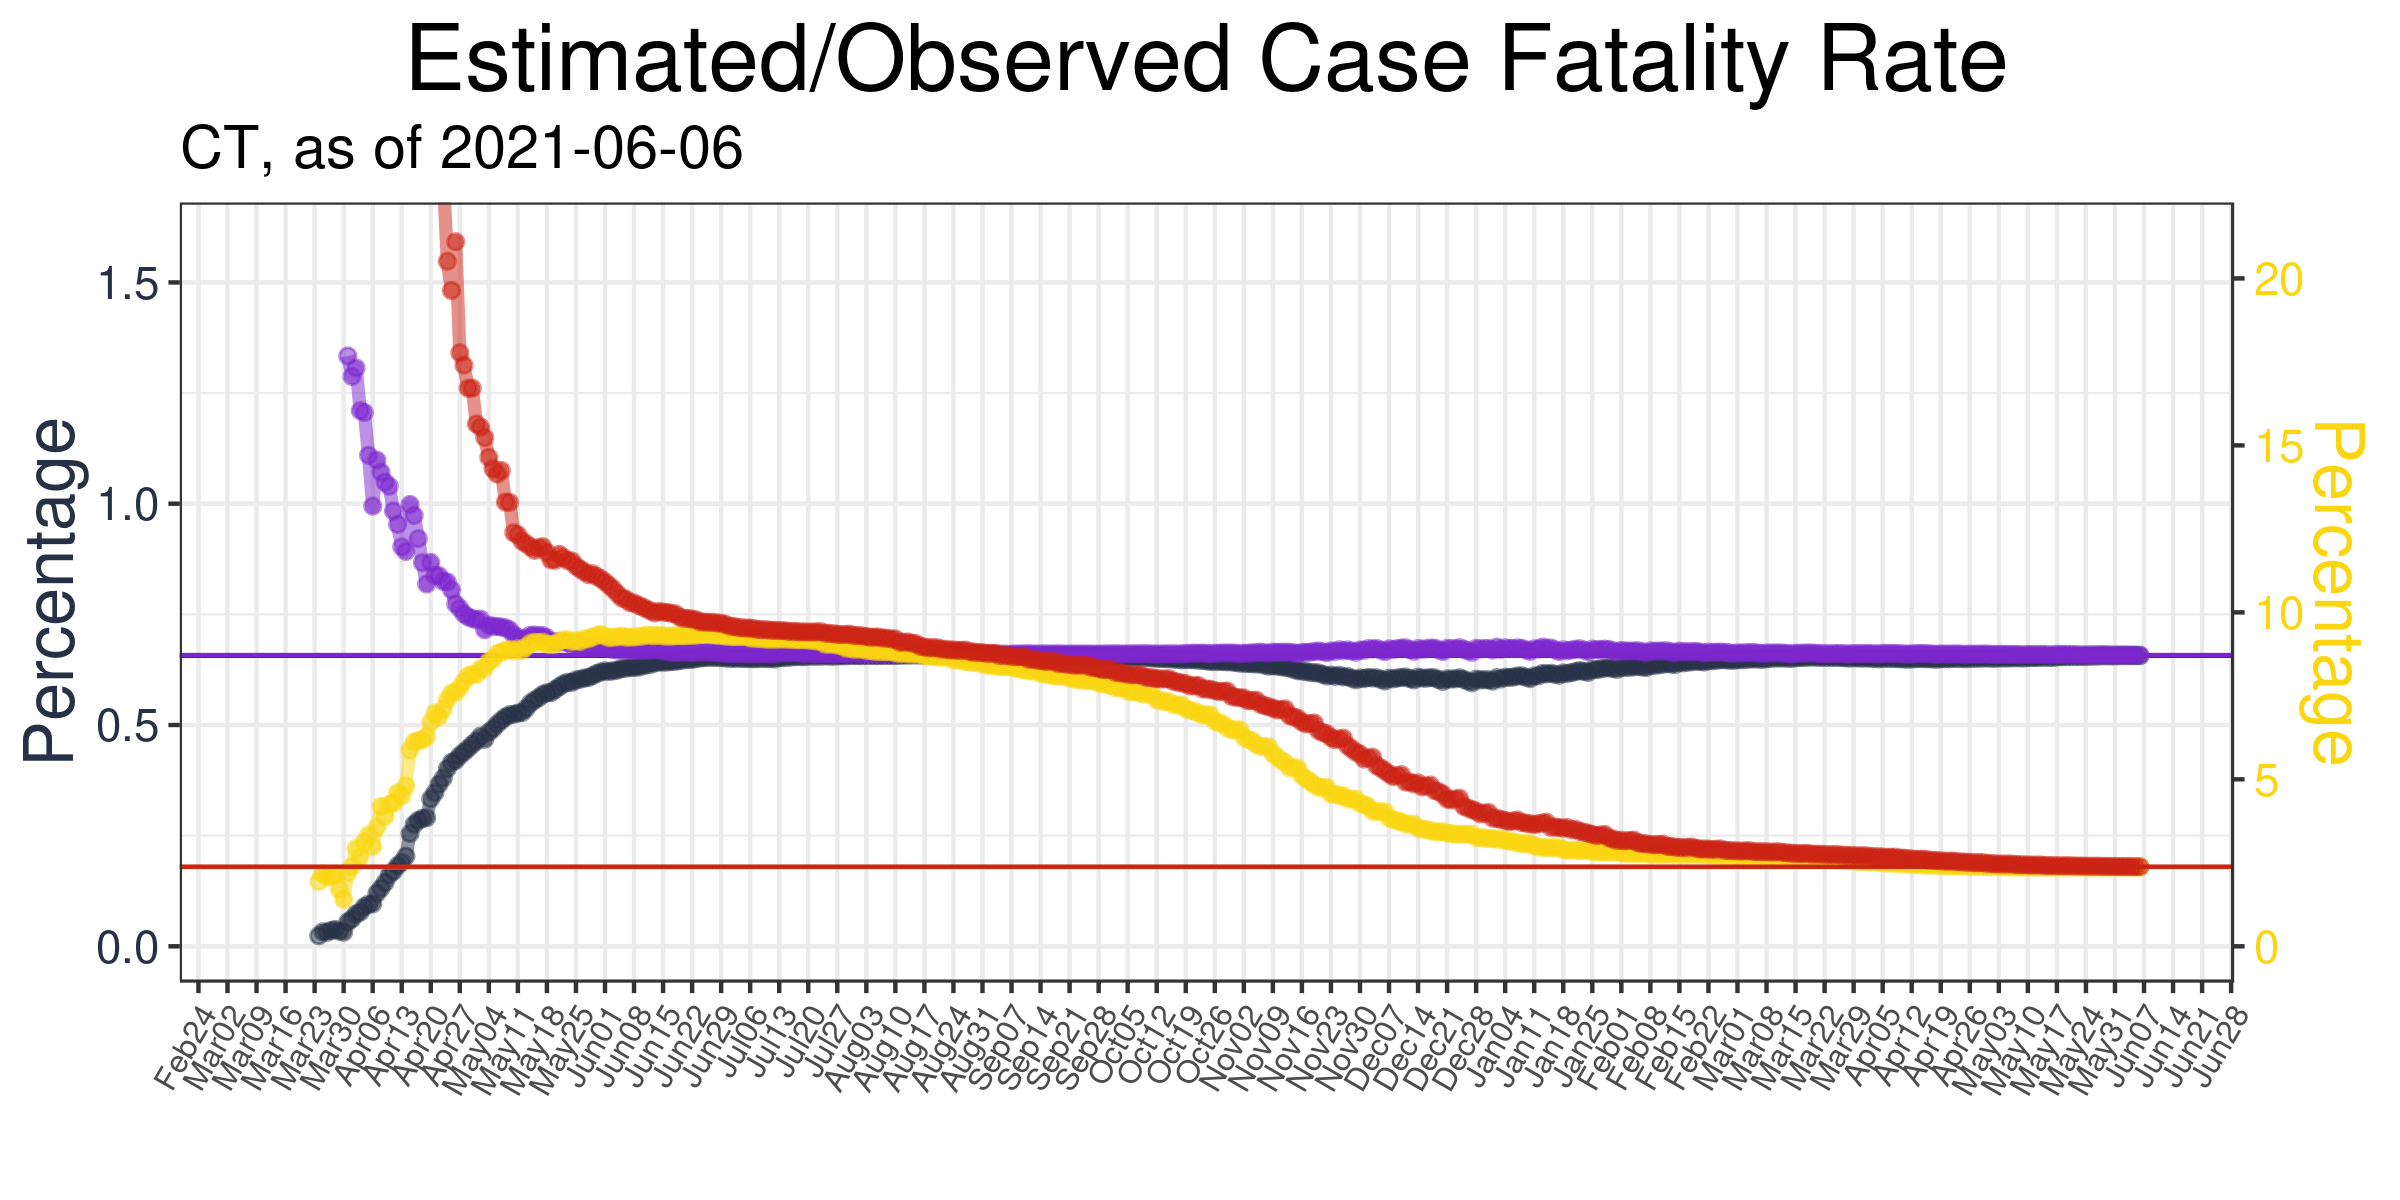 Estimated/Observed Case Fatality Rate
CT, as of 2021-06-06
Percentage
1.5
1.0
0.5
0.0
20
15
10
5
0
Percentage
Feb24
Mar02
Mar09
Mar16
Mar23
Mar30
Apr06
Apr13
Apr20
Apr27
May04
May11
May18
May25
Jun01
Jun08
Jun15
Jun22
Jun29
Jul06
Jul13
Jul20
Jul27
Aug03
Aug10
Aug17
Aug24
Aug31
Sep07
Sep14
Sep21
Sep28
Oct05
Oct12
Oct19
Oct26
Nov02
Nov09
Nov16
Nov23
Nov30
Dec07
Dec14
Dec21
Dec28
Jan04
Jan11
Jan18
Jan25
Feb01
Feb08
Feb15
Feb22
Mar01
Mar08
Mar15
Mar22
Mar29
Apr05
Apr12
Apr19
Apr26
May03
May10
May17
May24
May31
Jun07
Jun14
Jun21
Jun28